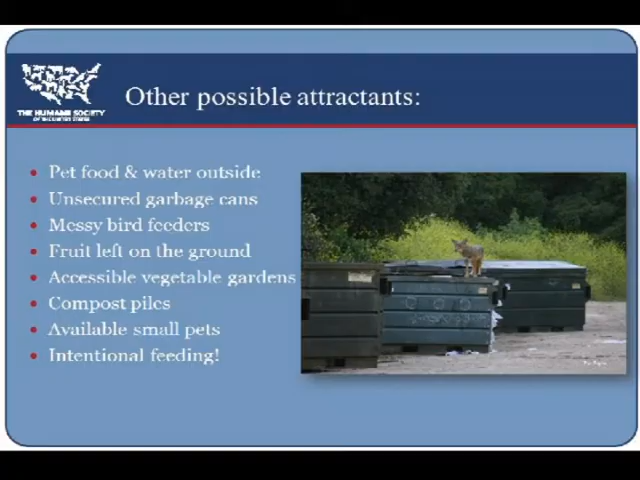 THE HUMANE SOCIETY
OF THE UNITED STATES
Other possible attractants:
Pet food & water outside
Unsecured garbage cans
Messy bird feeders
Fruit left on the ground
Accessible vegetable gardens
Compost piles
Available small pets
Intentional feeding!